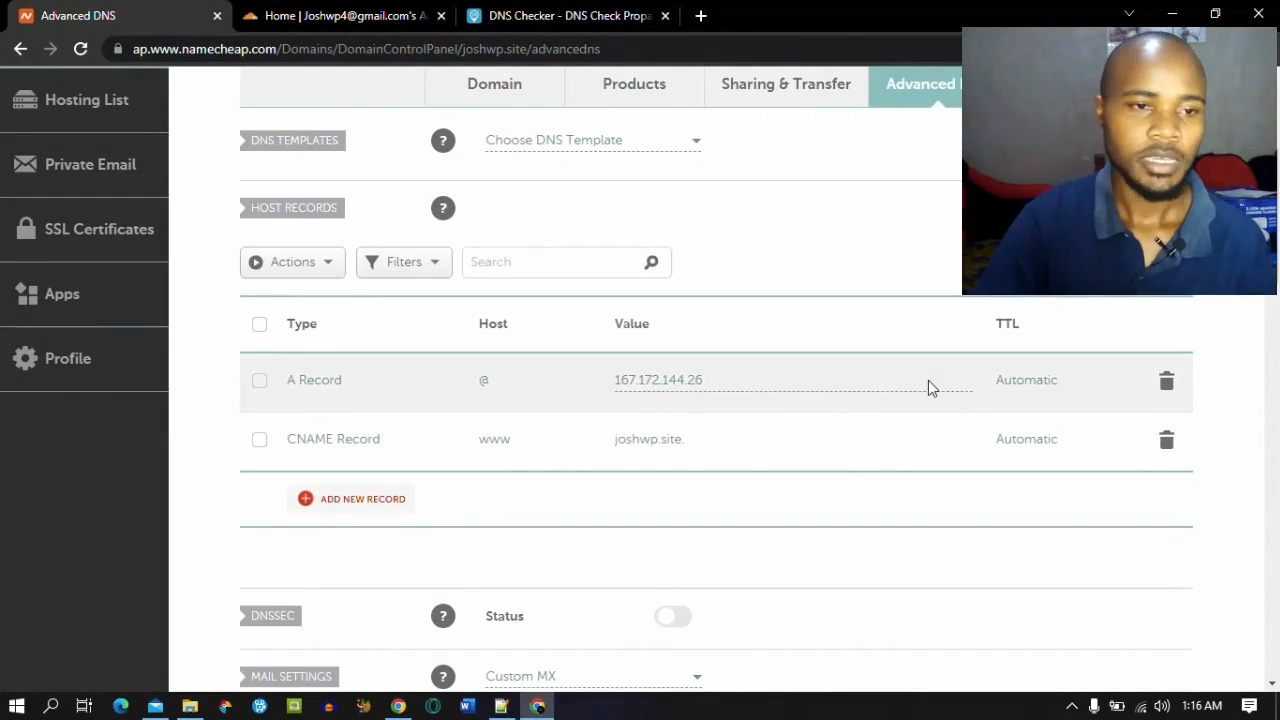 Advanced DNS
Joshwp4@gmail.com's A
DNS Checker - DNS Check Propa
ap.www.namecheap.com/Domains/DomainControlPanel/joshwp.site/advancedns
Hosting List
Private Email
SSL Certificates
Apps
Profile
Domain
Products
Sharing & Transfer
Advanced
DNS TEMPLATES
?
Choose DNS Template
HOST RECORDS
?
Actions
Filters
Search
Type Host Value TTL
A Record @ 167.172.144.26 Automatic
CNAME Record www joshwp.site. Automatic
ADD NEW RECORD
DNSSEC
?
Status
MAIL SETTINGS
?
Custom MX
1:16 AM